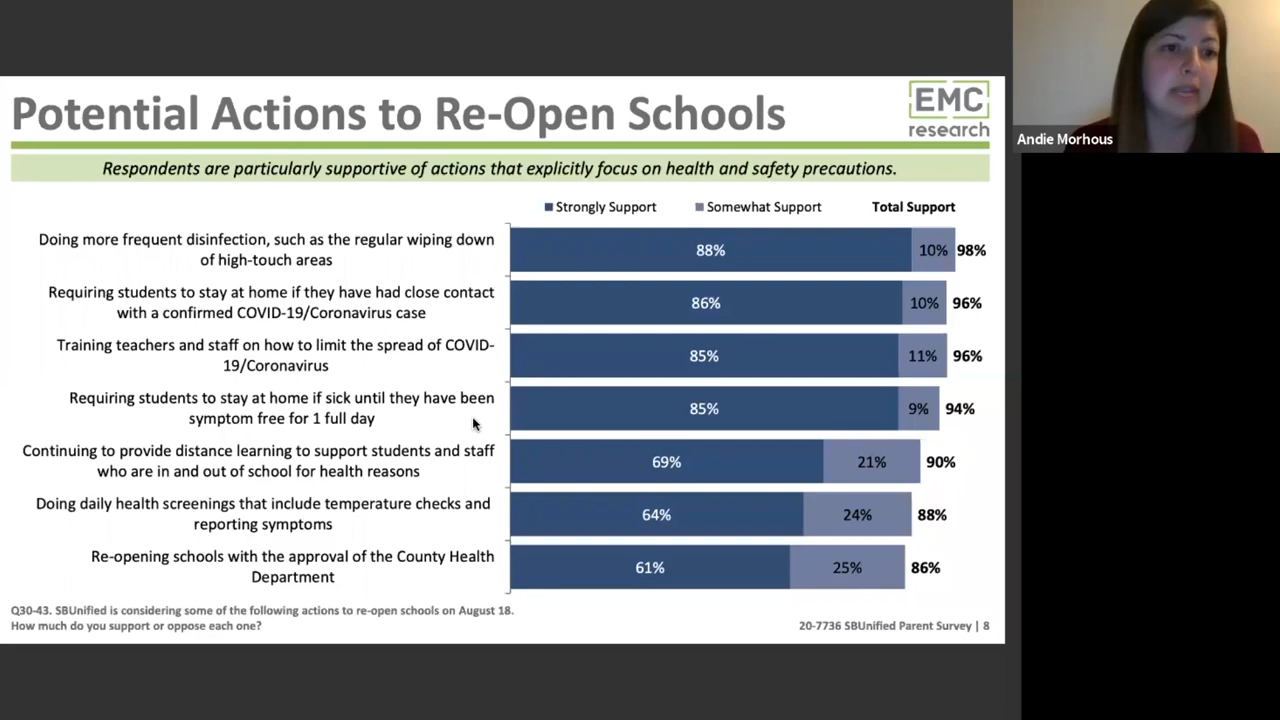 Potential Actions to Re-Open Schools
EMC
research
Andie Morhous
Respondents are particularly supportive of actions that explicitly focus on health and safety precautions.
Strongly Support
Somewhat Support
Total Support
Doing more frequent disinfection, such as the regular wiping down
of high-touch areas
88%
10%
98%
Requiring students to stay at home if they have had close contact
with a confirmed COVID-19/Coronavirus case
86%
10%
96%
Training teachers and staff on how to limit the spread of COVID-
19/Coronavirus
85%
11%
96%
Requiring students to stay at home if sick until they have been
symptom free for 1 full day
85%
9%
94%
Continuing to provide distance learning to support students and staff
who are in and out of school for health reasons
69%
21%
90%
Doing daily health screenings that include temperature checks and
reporting symptoms
64%
24%
88%
Re-opening schools with the approval of the County Health
Department
61%
25%
86%
Q30-43. SBUnified is considering some of the following actions to re-open schools on August 18.
How much do you support or oppose each one?
20-7736 SBUnified Parent Survey | 8